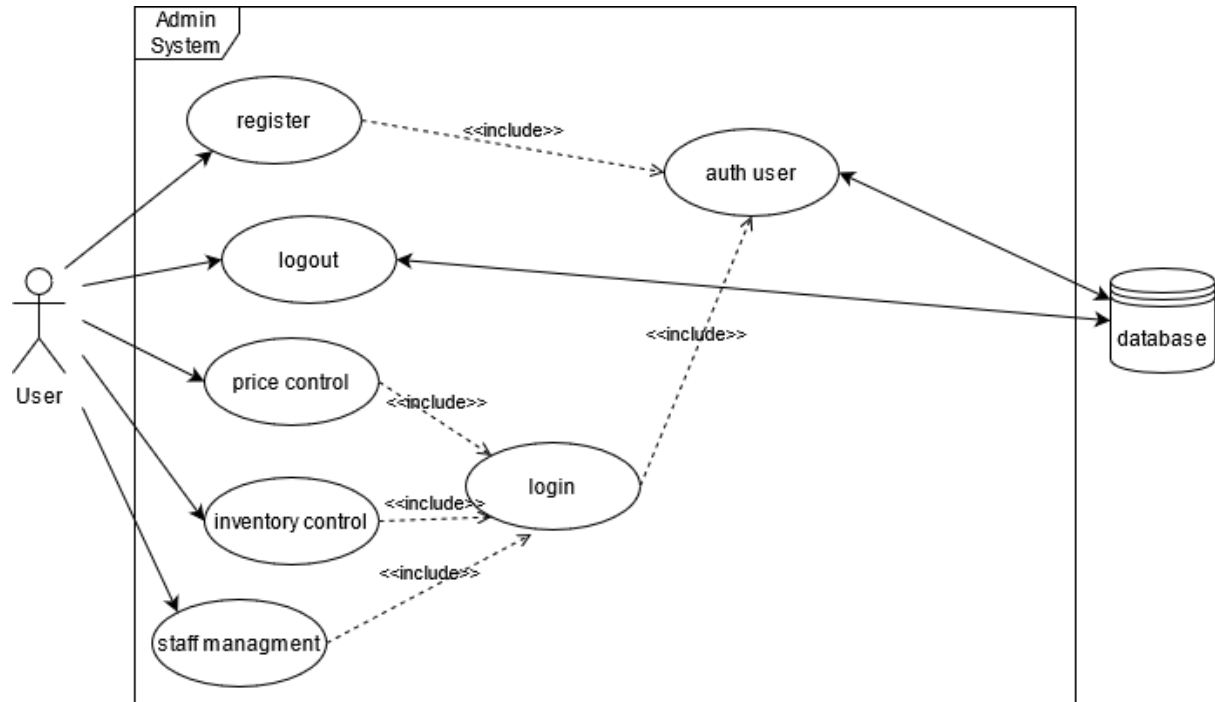 Admin
System
register
<<include>>
auth user
logout
<<include>>
database
User
price control
<<include>>
login
inventory control
<<include>>
<<include>>
staff managment